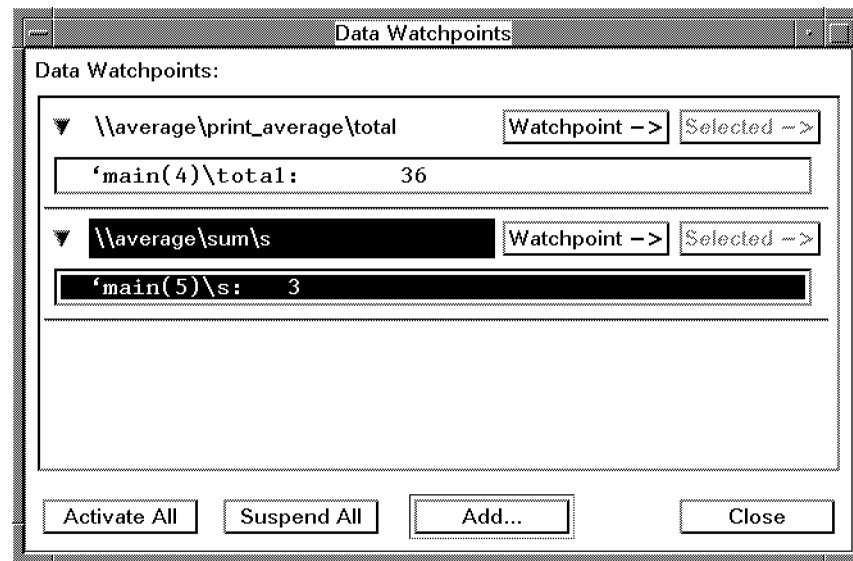 Data Watchpoints
Data Watchpoints:
\\average\print_average\total Watchpoint –> Selected –>
‘main(4)\total: 36
\\average\sum\s Watchpoint –> Selected –>
‘main(5)\s: 3
Activate All Suspend All Add... Close